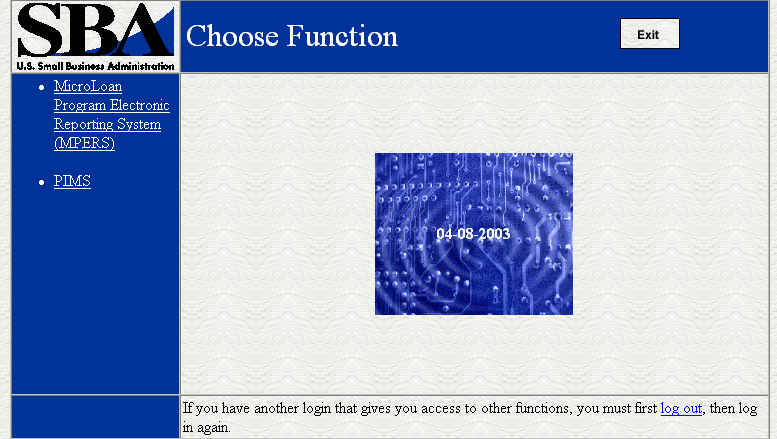 SBA
U.S. Small Business Administration
Choose Function
Exit
MicroLoan
Program Electronic
Reporting System
(MPERS)
PIMS
04-08-2003
If you have another login that gives you access to other functions, you must first log out, then log
in again.